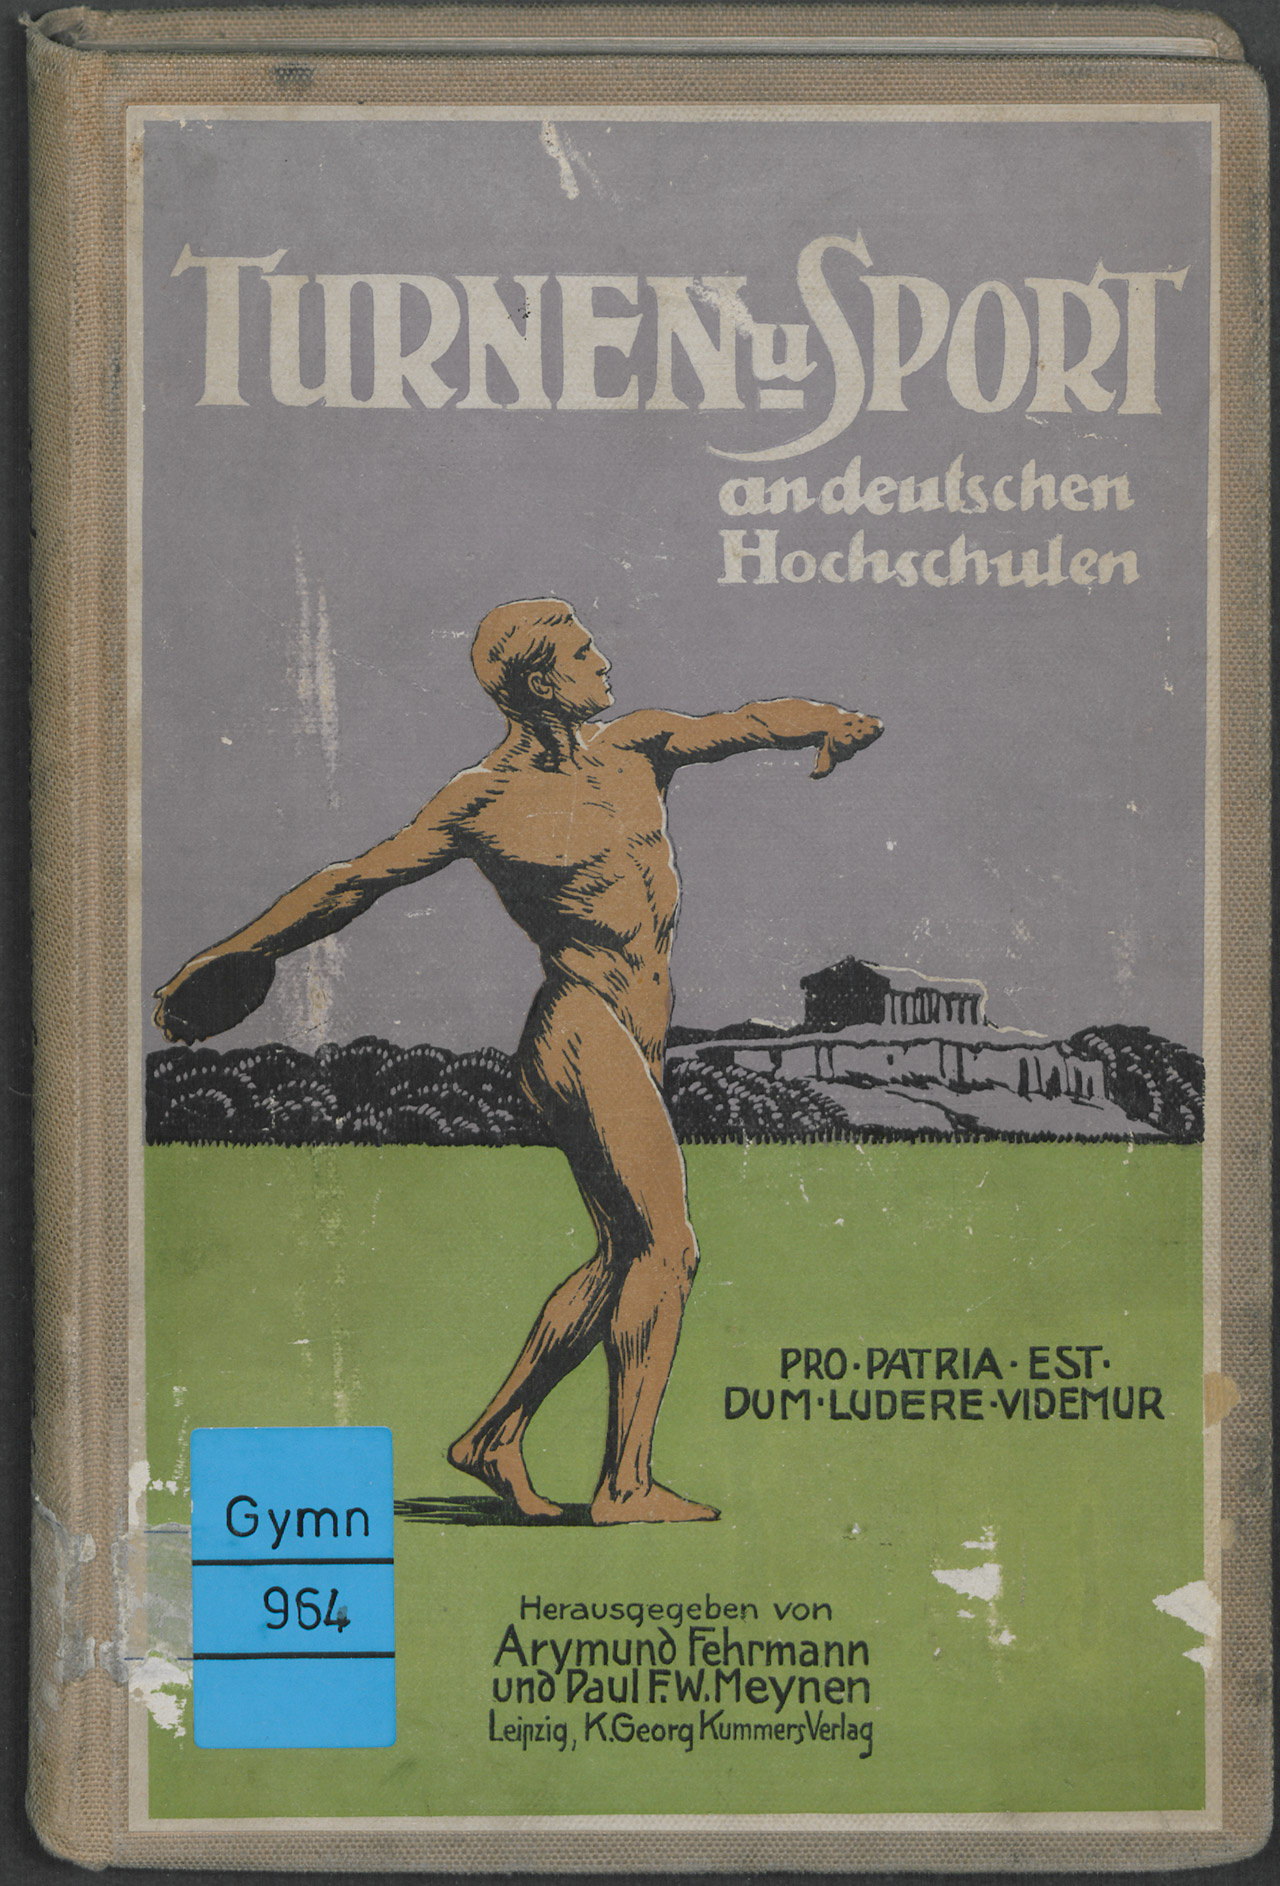 TURNEN u SPORT
an deutschen
Hochschulen
PRO·PATRIA·EST·
DUM·LUDERE·VIDEMUR
Gymn
964
Herausgegeben von
Arymund Fehrmann
und Paul F.W. Meynen
Leipzig, K. Georg Kummers Verlag